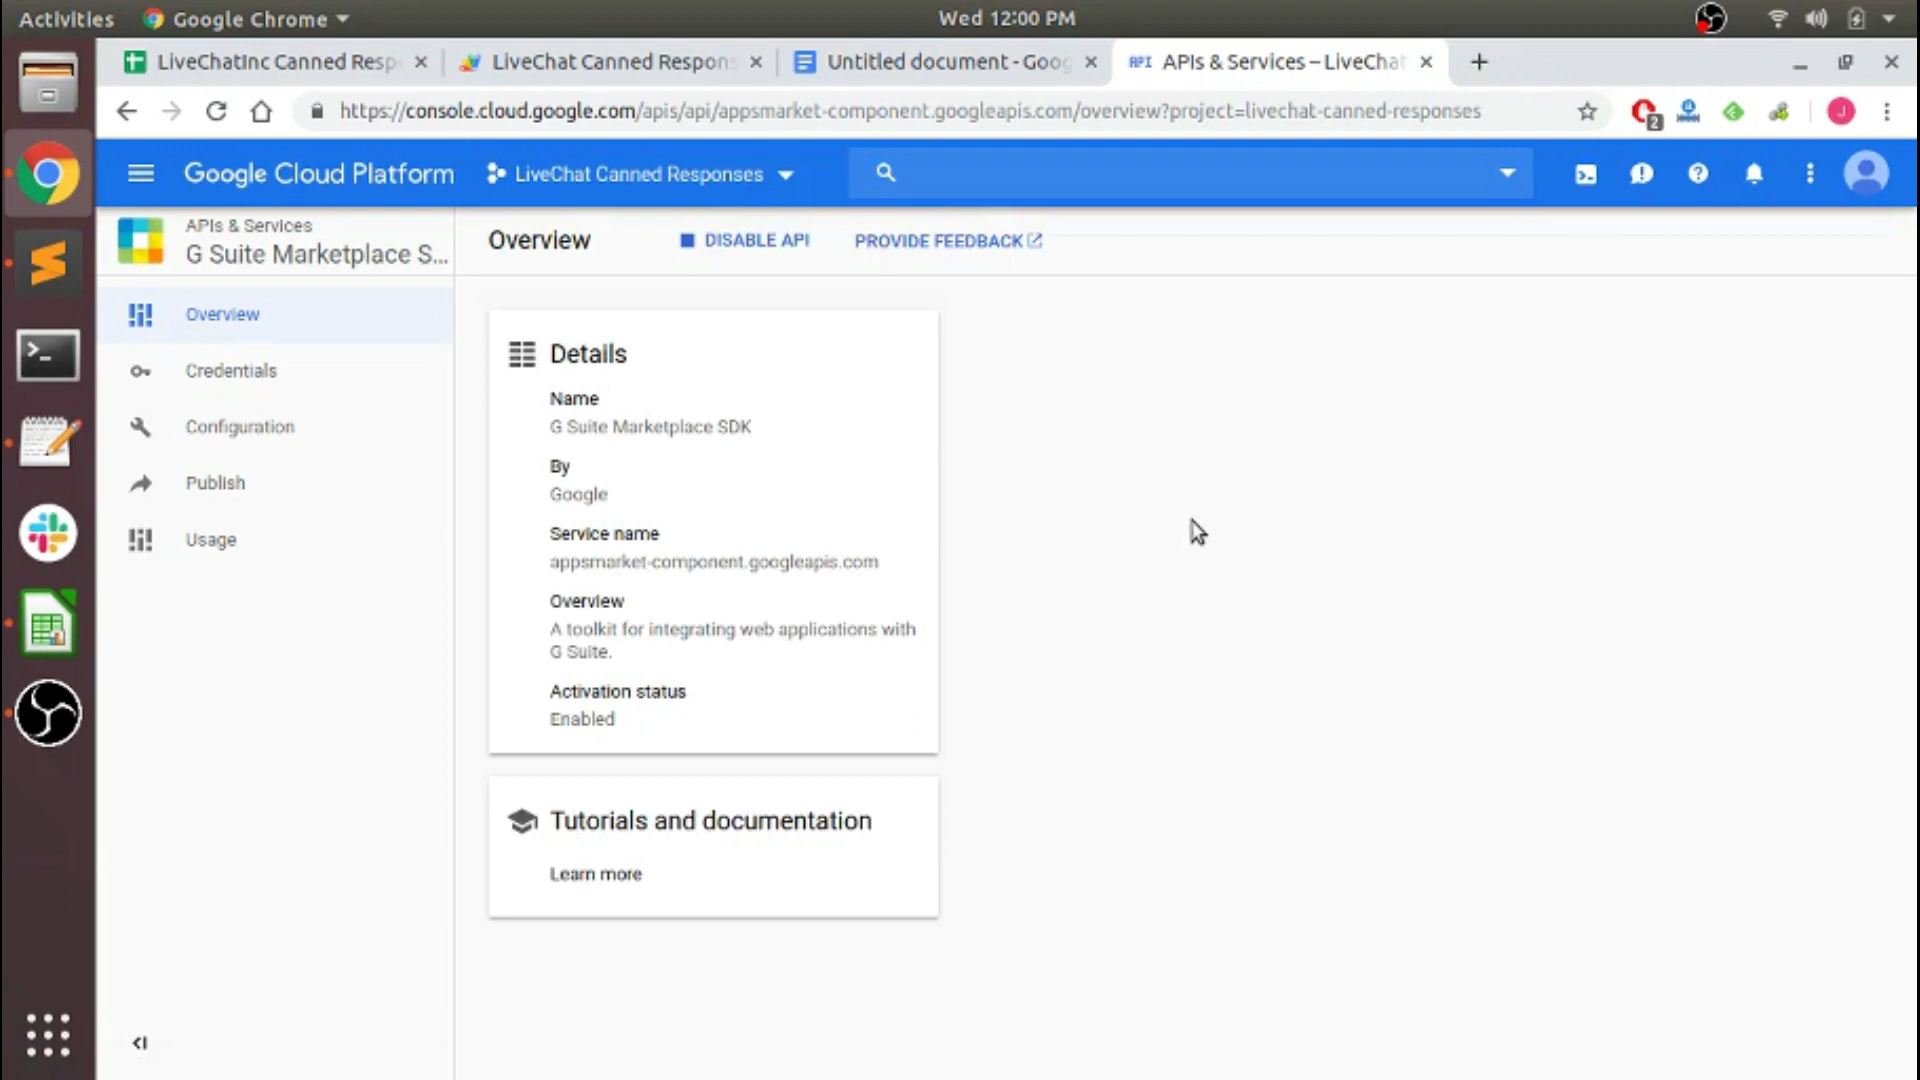 Activities
Google Chrome
Wed 12:00 PM
LiveChatInc Canned Resp
LiveChat Canned Respon
Untitled document - Goog
API APIs & Services – LiveChat
https://console.cloud.google.com/apis/api/appsmarket-component.googleapis.com/overview?project=livechat-canned-responses
2
J
Google Cloud Platform
LiveChat Canned Responses
APIs & Services
G Suite Marketplace S...
Overview
DISABLE API
PROVIDE FEEDBACK
Overview
Credentials
Configuration
Publish
Usage
Details
Name
G Suite Marketplace SDK
By
Google
Service name
appsmarket-component.googleapis.com
Overview
A toolkit for integrating web applications with
G Suite.
Activation status
Enabled
Tutorials and documentation
Learn more